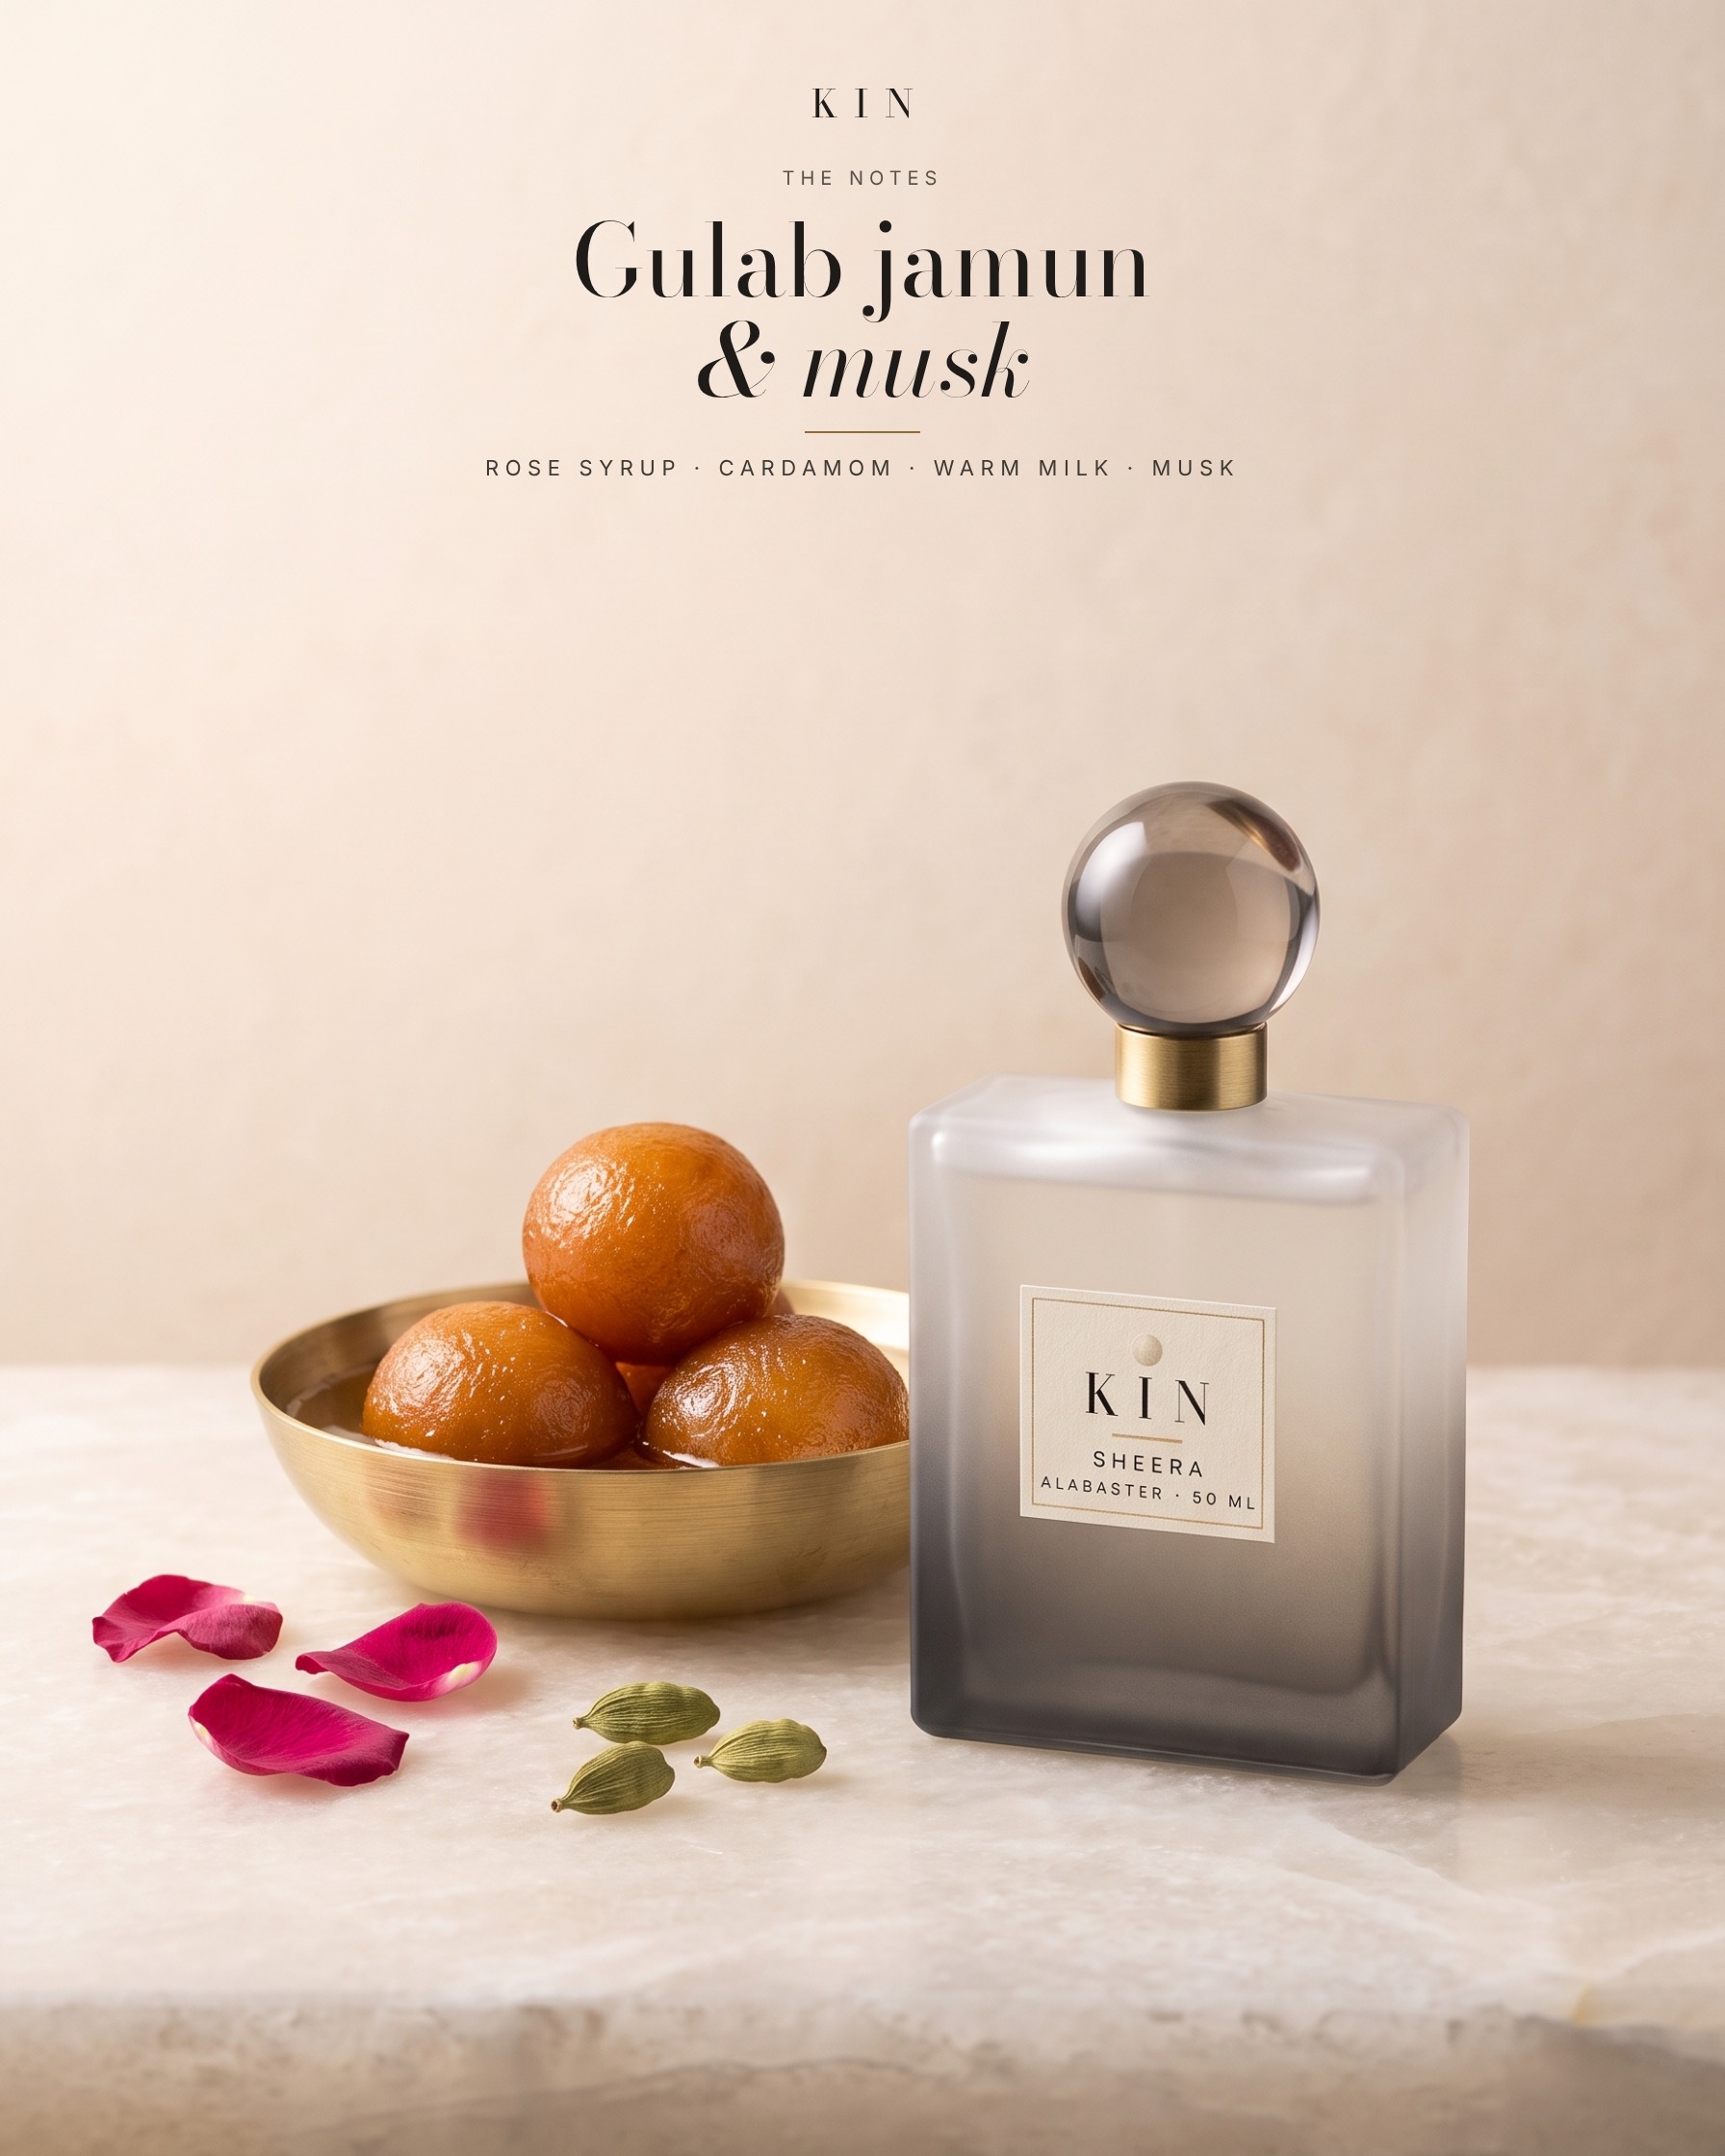 KIN
THE NOTES
Gulab jamun
& musk
ROSE SYRUP · CARDAMOM · WARM MILK · MUSK
KIN
SHEERA
ALABASTER · 50 ML